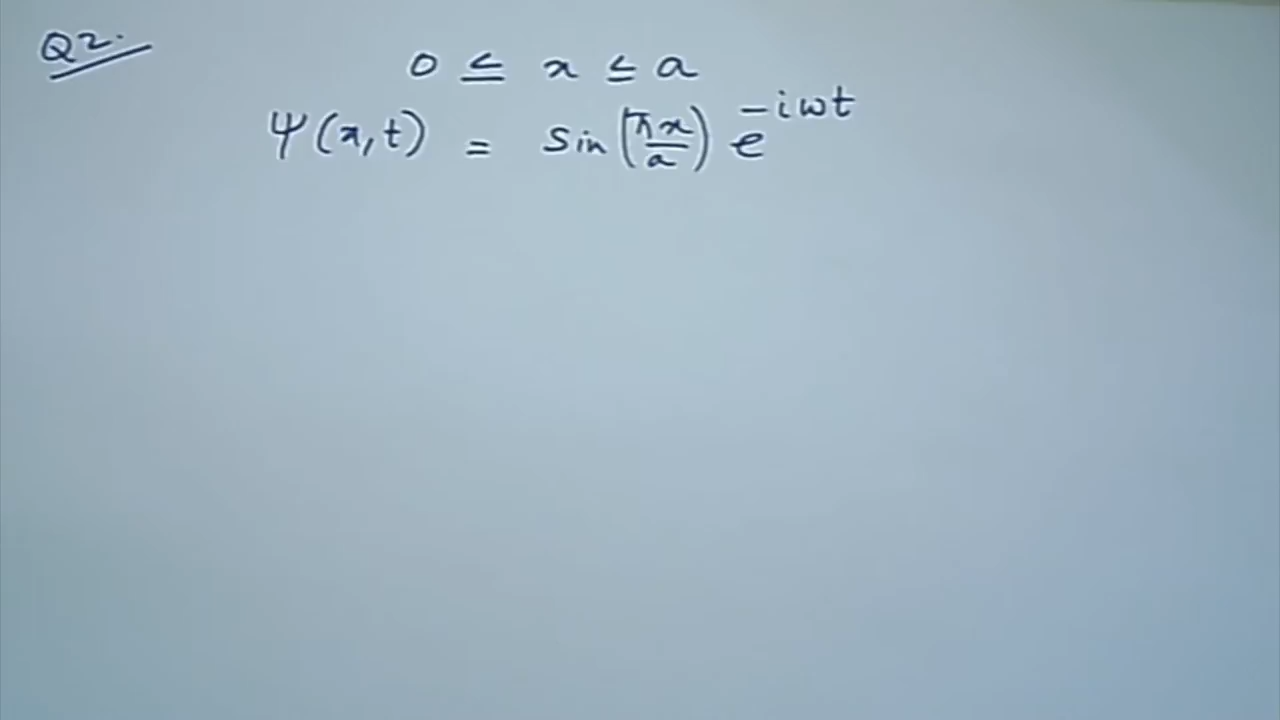 Q2.
0 ≤ x ≤ a
Ψ(x,t) = Sin(πx/a) e^{-iωt}